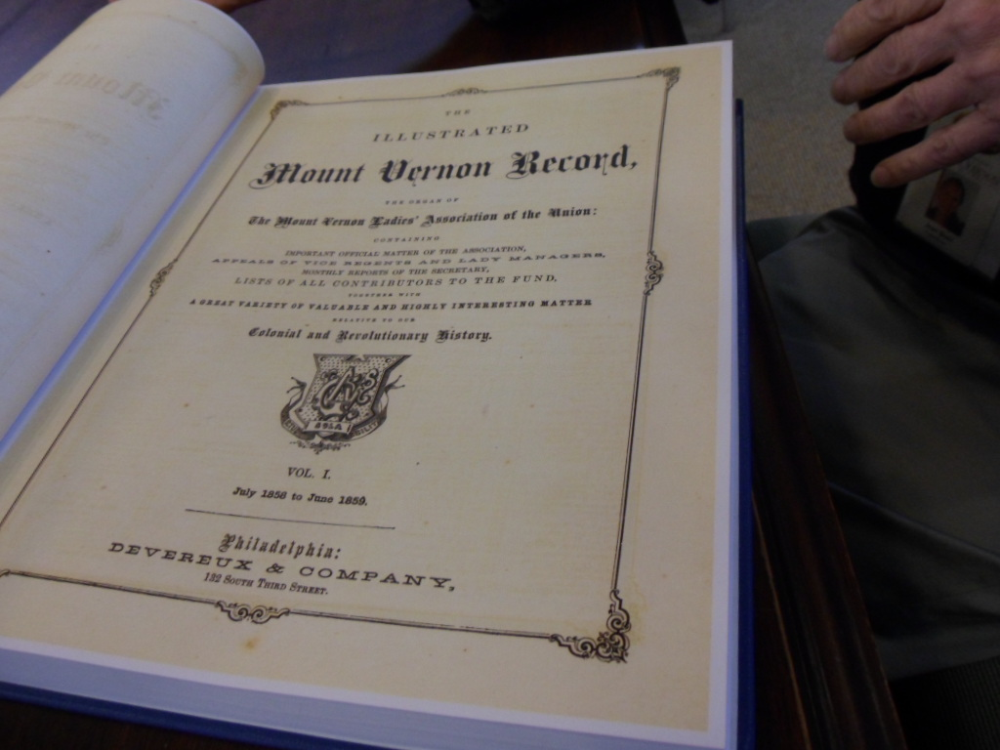 THE
ILLUSTRATED
Mount Vernon Record,
THE ORGAN OF
The Mount Vernon Ladies' Association of the Union:
CONTAINING
IMPORTANT OFFICIAL MATTER OF THE ASSOCIATION,
APPEALS OF VICE REGENTS AND LADY MANAGERS,
MONTHLY REPORTS OF THE SECRETARY,
LISTS OF ALL CONTRIBUTORS TO THE FUND,
TOGETHER WITH
A GREAT VARIETY OF VALUABLE AND HIGHLY INTERESTING MATTER
RELATIVE TO OUR
Colonial and Revolutionary History.
VOL. I.
July 1858 to June 1859.
Philadelphia:
DEVEREUX & COMPANY,
132 SOUTH THIRD STREET.